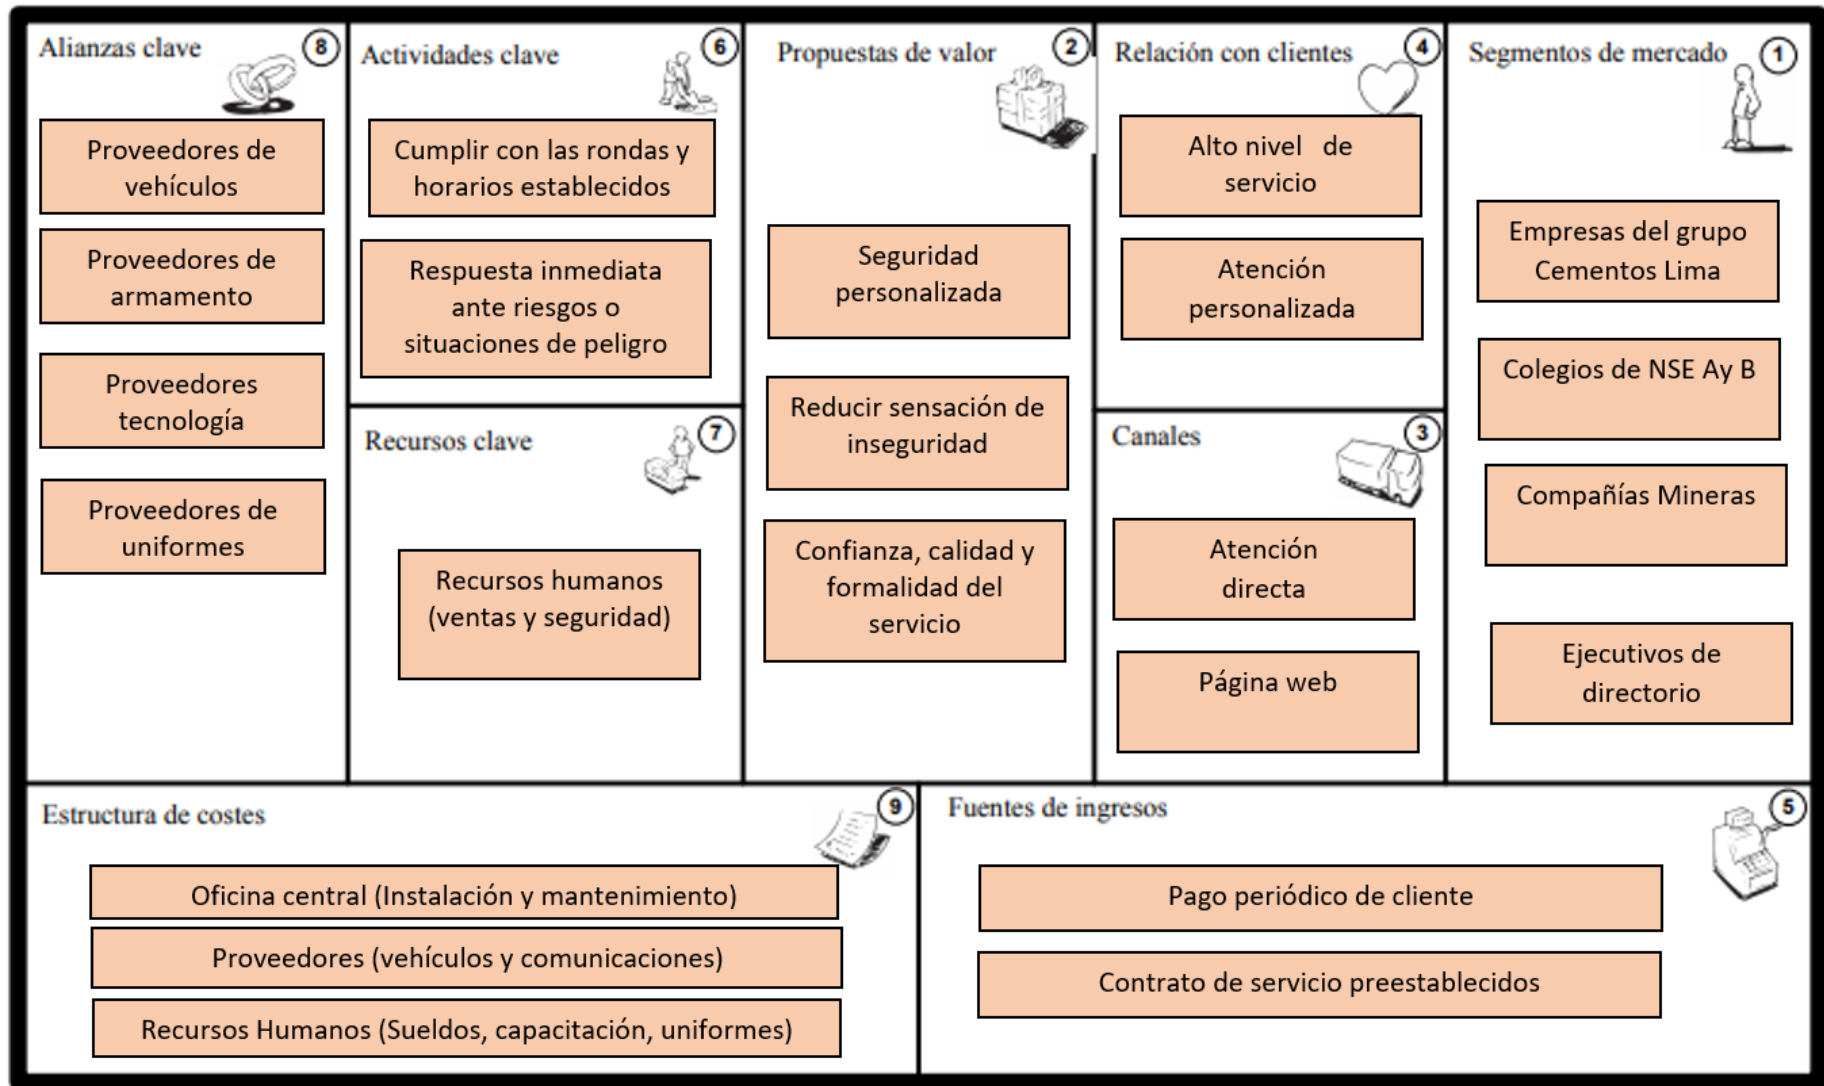 Alianzas clave
8
Proveedores de
vehículos
Proveedores de
armamento
Proveedores
tecnología
Proveedores de
uniformes
Actividades clave
6
Cumplir con las rondas y
horarios establecidos
Respuesta inmediata
ante riesgos o
situaciones de peligro
Recursos clave
7
Recursos humanos
(ventas y seguridad)
Propuestas de valor
2
Seguridad
personalizada
Reducir sensación de
inseguridad
Confianza, calidad y
formalidad del
servicio
Relación con clientes
4
Alto nivel de
servicio
Atención
personalizada
Canales
3
Atención
directa
Página web
Segmentos de mercado
1
Empresas del grupo
Cementos Lima
Colegios de NSE Ay B
Compañías Mineras
Ejecutivos de
directorio
Estructura de costes
9
Oficina central (Instalación y mantenimiento)
Proveedores (vehículos y comunicaciones)
Recursos Humanos (Sueldos, capacitación, uniformes)
Fuentes de ingresos
5
Pago periódico de cliente
Contrato de servicio preestablecidos